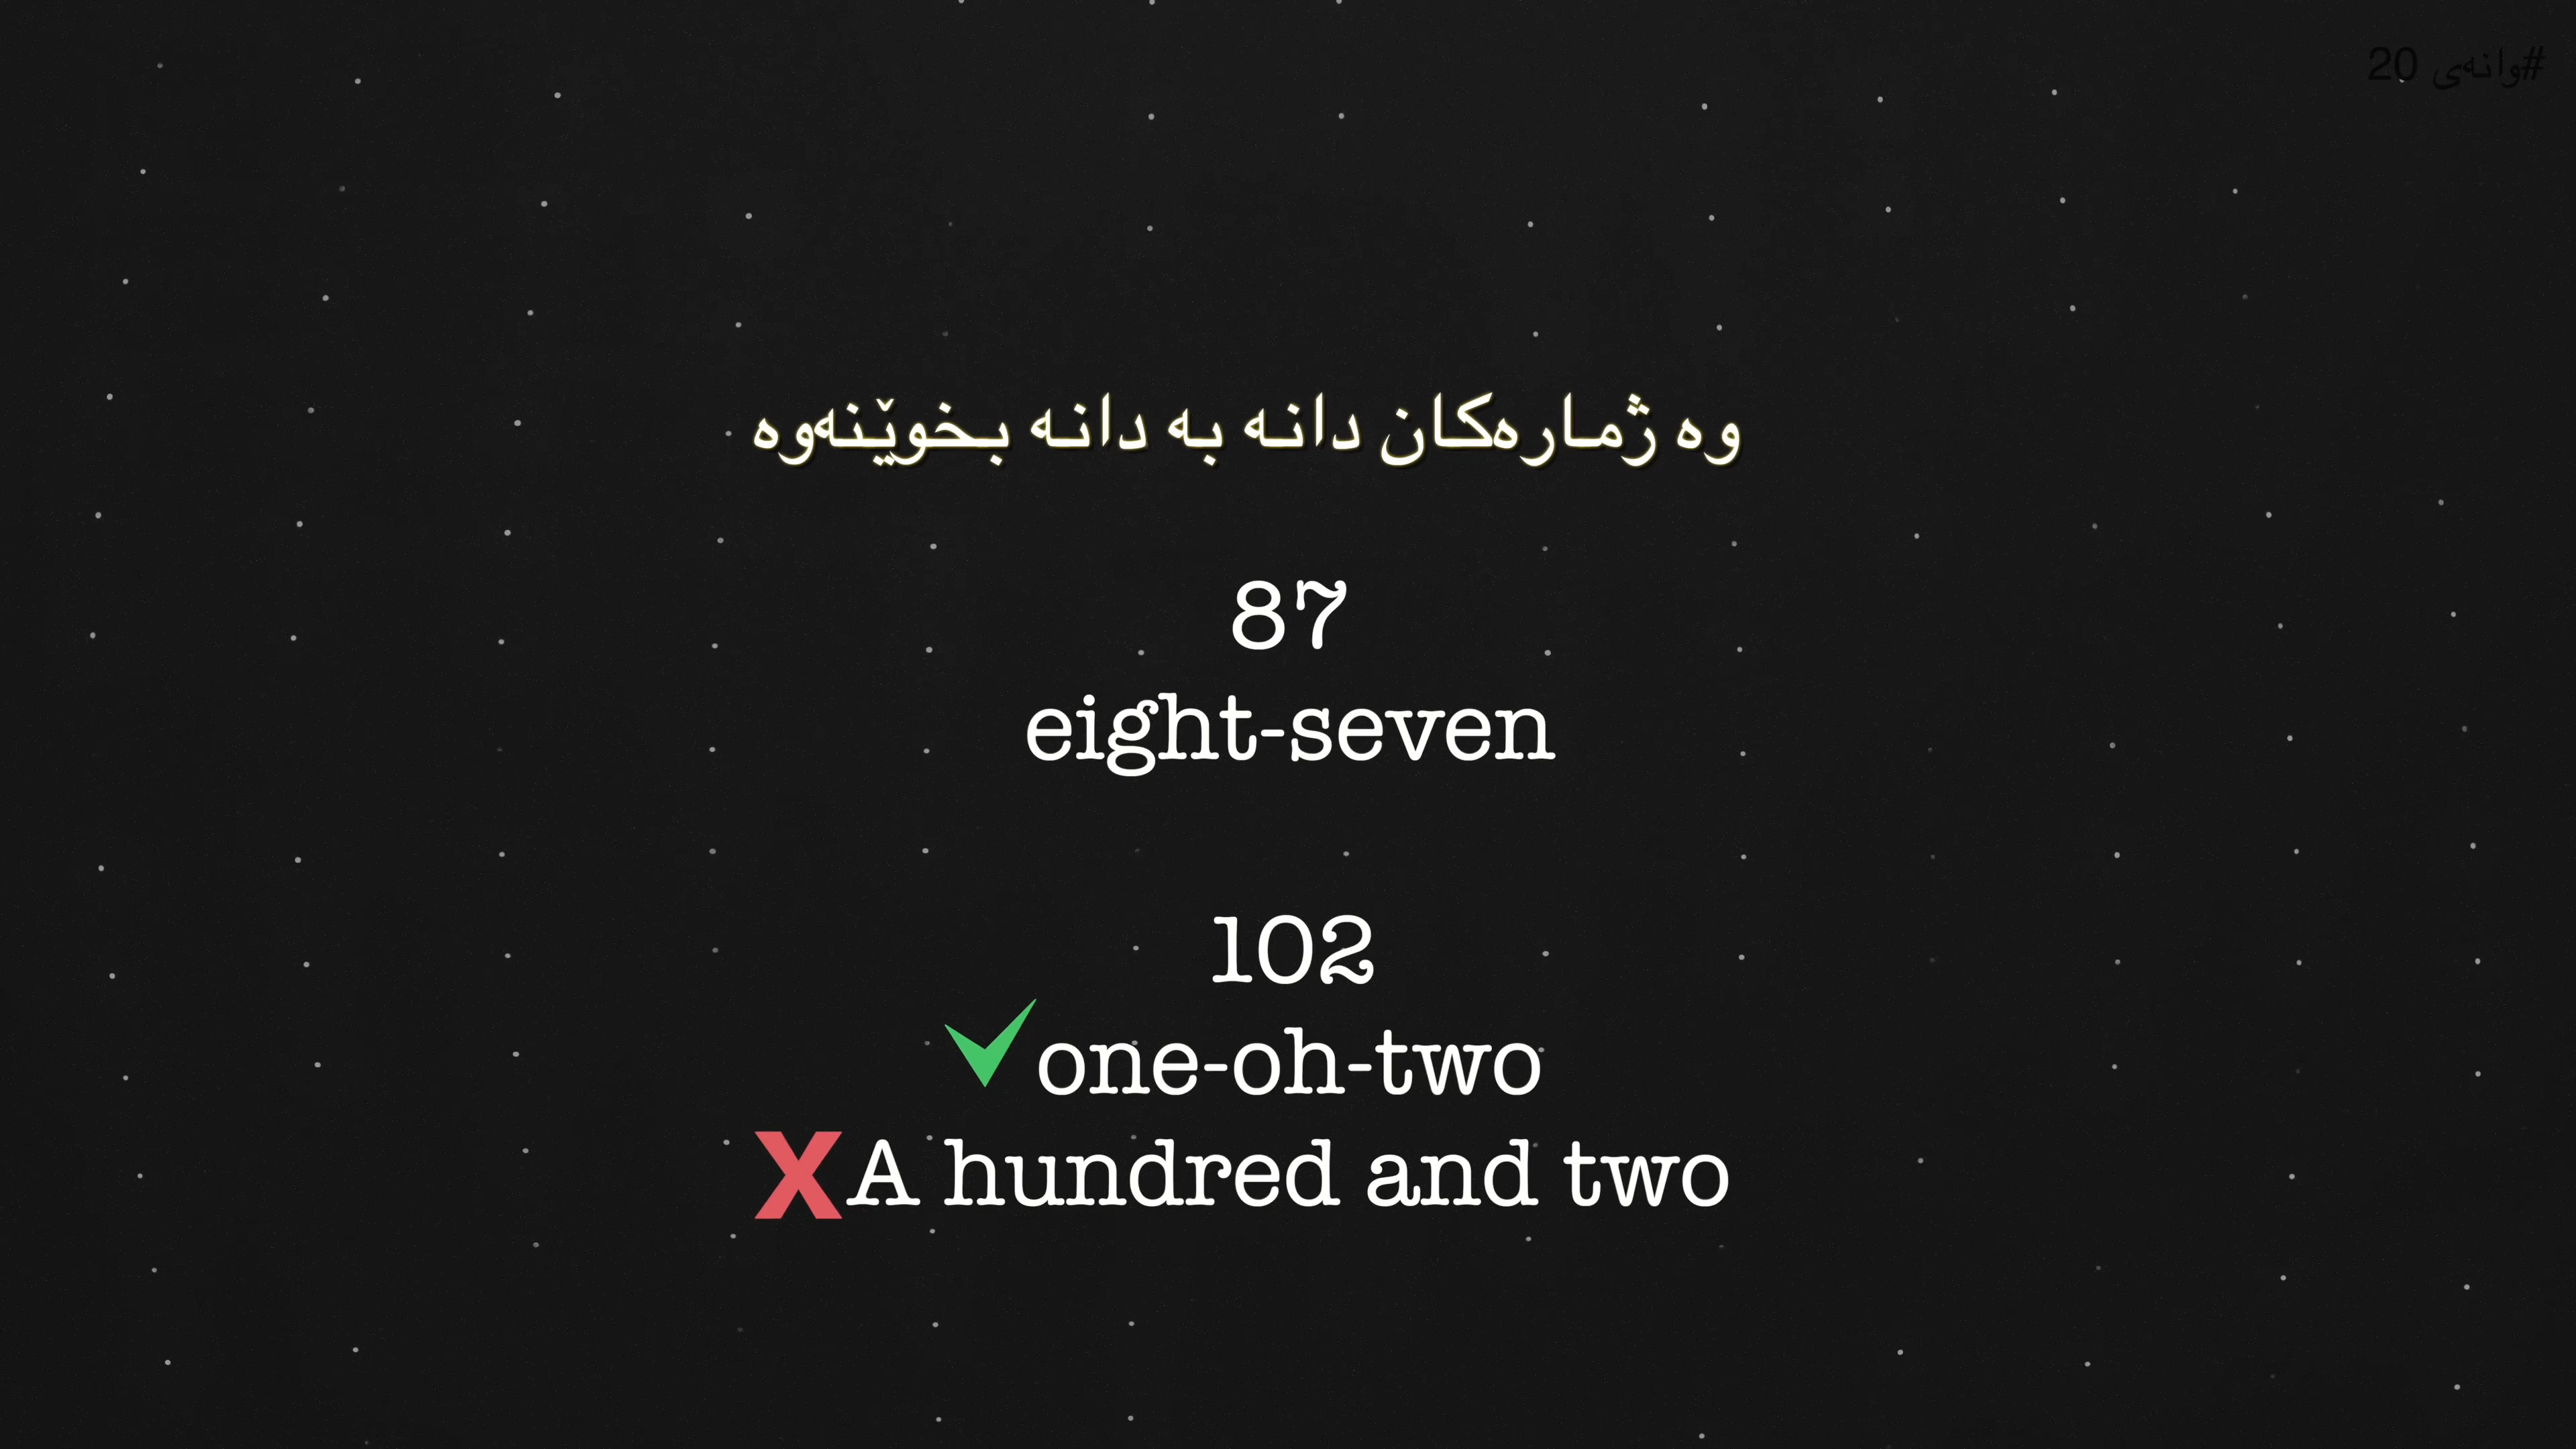 #وانەی 20
وە ژمارەکان دانە بە دانە بخوێنەوە
87
eight-seven
102
one-oh-two
X A hundred and two